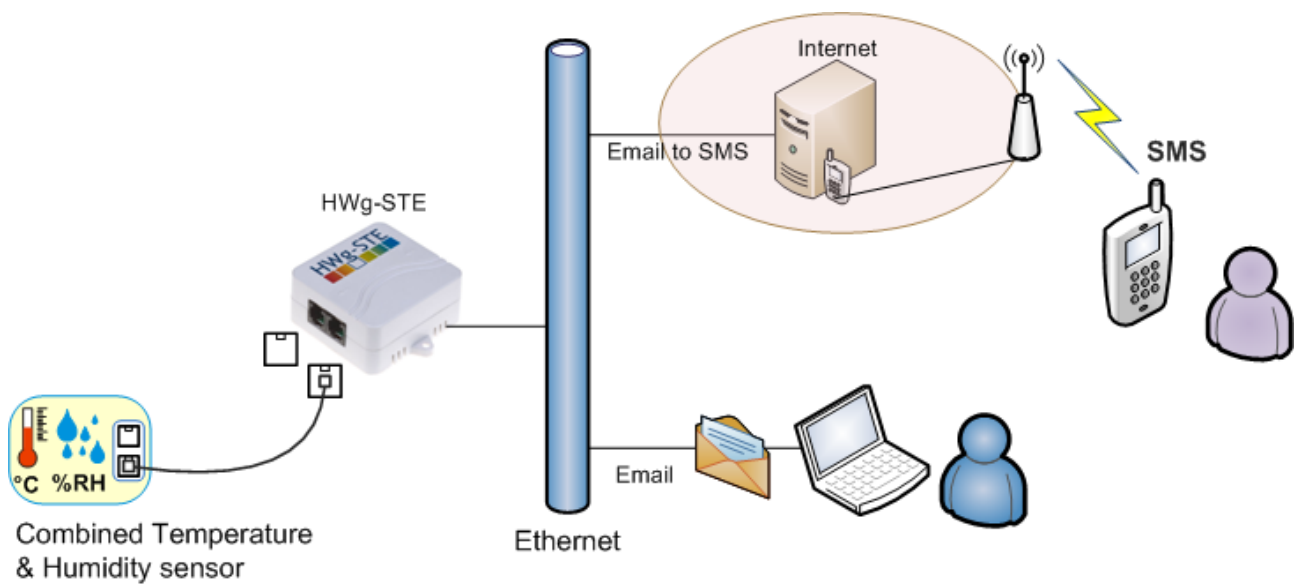 Internet
Email to SMS
SMS
HWg-STE
HWg-STE
°C %RH
Email
Combined Temperature
& Humidity sensor
Ethernet